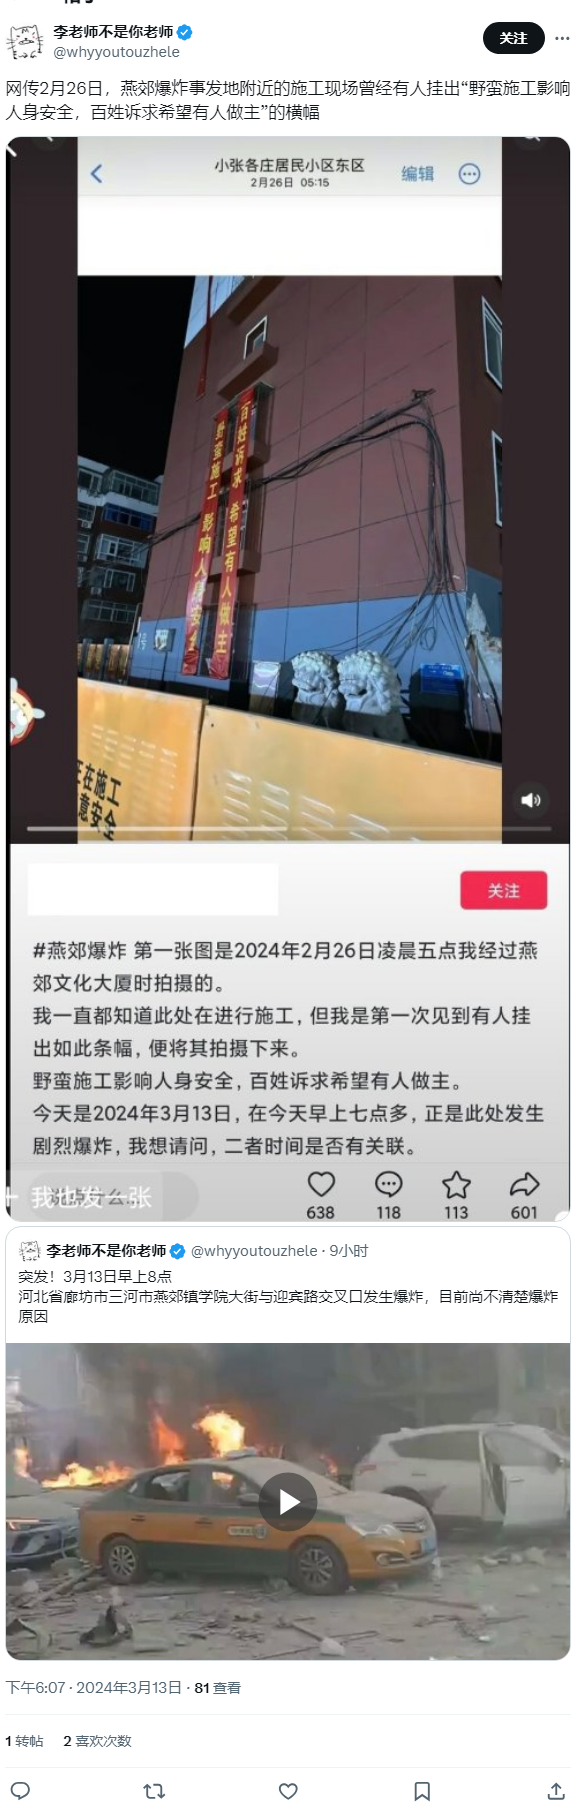 李老师不是你老师
@whyyoutouzhele
关注
网传2月26日，燕郊爆炸事发地附近的施工现场曾经有人挂出“野蛮施工影响
人身安全，百姓诉求希望有人做主”的横幅
小张各庄居民小区东区
2月26日 05:15
编辑
百姓诉求 希望有人做主
野蛮施工 影响人身安全
正在施工
意安全
关注
#燕郊爆炸 第一张图是2024年2月26日凌晨五点我经过燕
郊文化大厦时拍摄的。
我一直都知道此处在进行施工, 但我是第一次见到有人挂
出如此条幅, 便将其拍摄下来。
野蛮施工影响人身安全, 百姓诉求希望有人做主。
今天是2024年3月13日, 在今天早上七点多, 正是此处发生
剧烈爆炸, 我想请问, 二者时间是否有关联。
+ 我也发一张
638
118
113
601
李老师不是你老师 @whyyoutouzhele · 9小时
突发！3月13日早上8点
河北省廊坊市三河市燕郊镇学院大街与迎宾路交叉口发生爆炸，目前尚不清楚爆炸
原因
下午6:07 · 2024年3月13日 · 81 查看
1 转帖 2 喜欢次数